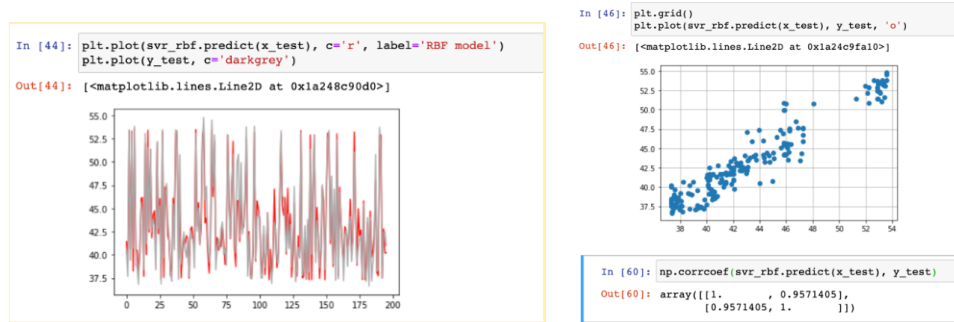 In [44]: plt.plot(svr_rbf.predict(x_test), c='r', label='RBF model')
plt.plot(y_test, c='darkgrey')
Out[44]: [<matplotlib.lines.Line2D at 0x1a248c90d0>]
55.0
52.5
50.0
47.5
45.0
42.5
40.0
37.5
0 25 50 75 100 125 150 175 200
In [46]: plt.grid()
plt.plot(svr_rbf.predict(x_test), y_test, 'o')
Out[46]: [<matplotlib.lines.Line2D at 0x1a24c9fa10>]
55.0
52.5
50.0
47.5
45.0
42.5
40.0
37.5
38 40 42 44 46 48 50 52 54
In [60]: np.corrcoef(svr_rbf.predict(x_test), y_test)
Out[60]: array([[1. , 0.9571405],
[0.9571405, 1. ]])